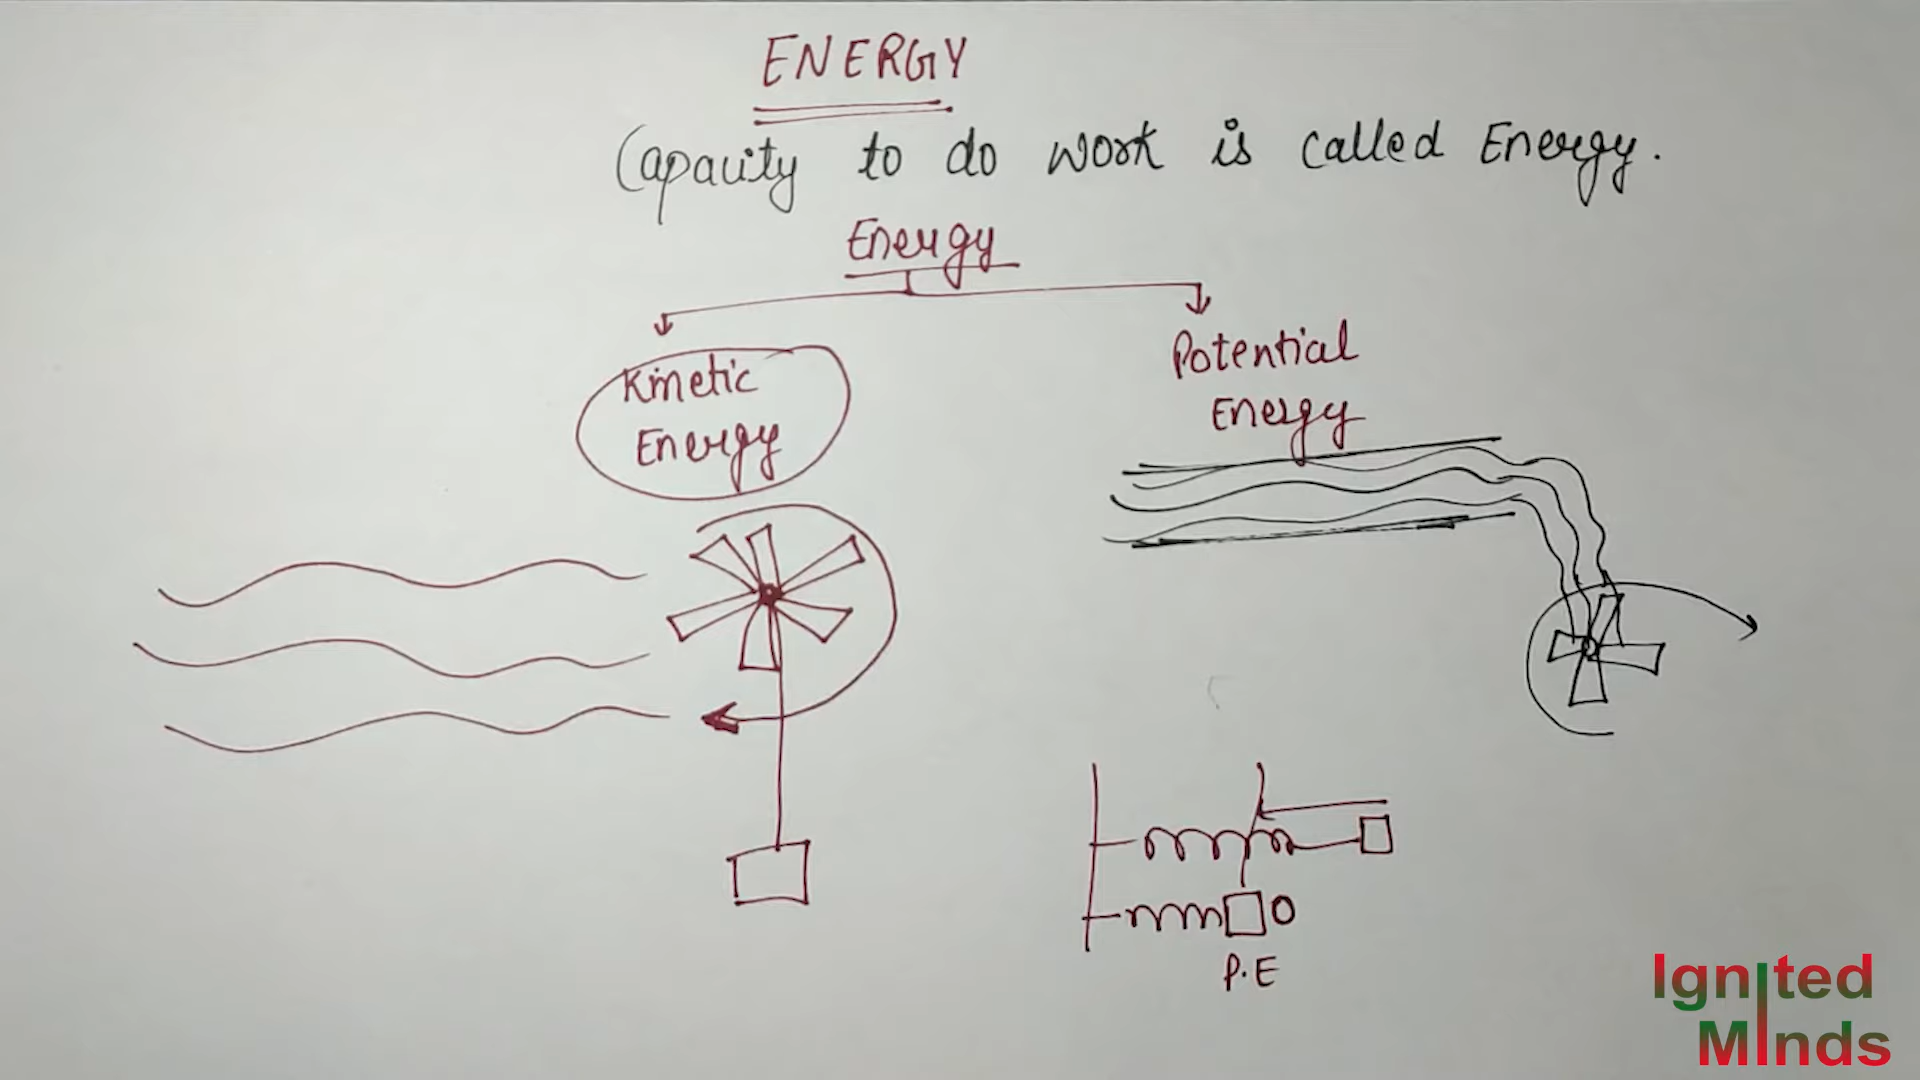 ENERGY
Capacity to do work is called Energy.
Energy
Kinetic
Energy
Potential
Energy
P.E
Ignited
Minds